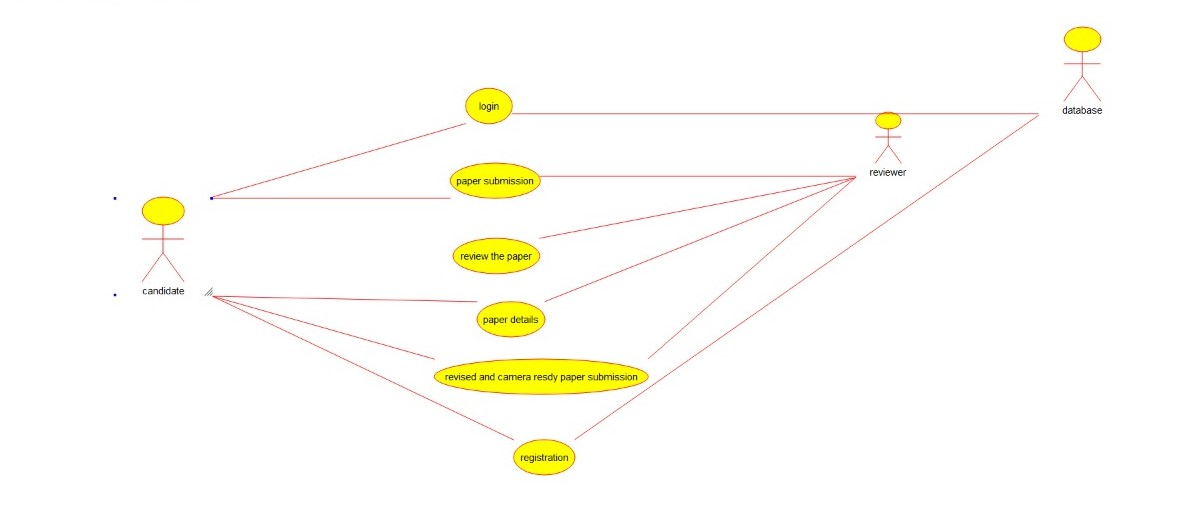 database
login
reviewer
paper submission
review the paper
candidate
paper details
revised and camera resdy paper submission
registration